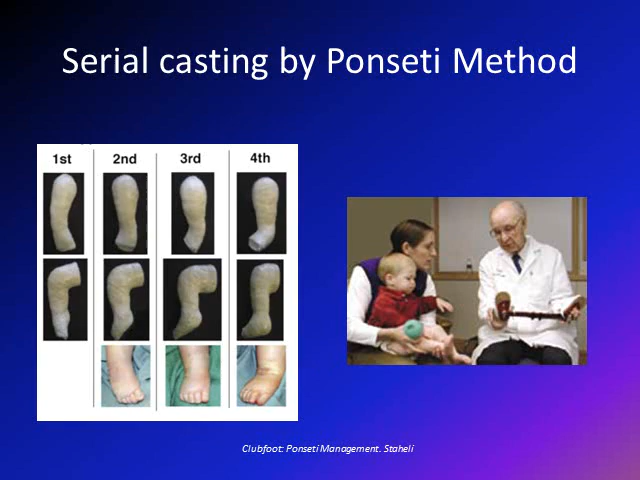 Serial casting by Ponseti Method
1st 2nd 3rd 4th
Clubfoot: Ponseti Management. Staheli